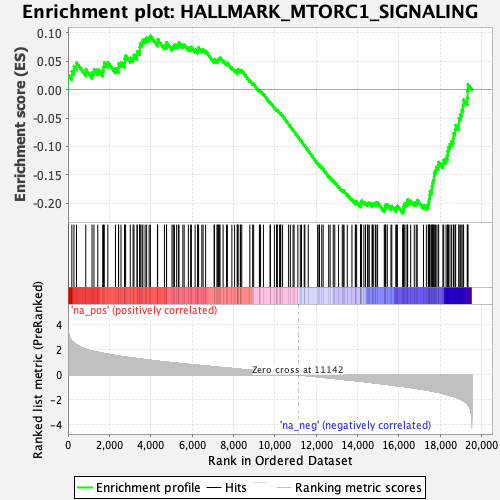 Enrichment plot: HALLMARK_MTORC1_SIGNALING
Enrichment score (ES)
0.10
0.05
0.00
-0.05
-0.10
-0.15
-0.20
'na_pos' (positively correlated)
Ranked list metric (PreRanked)
4
2
0
-2
-4
Zero cross at 11142
'na_neg' (negatively correlated)
0
2,000
4,000
6,000
8,000
10,000
12,000
14,000
16,000
18,000
20,000
Rank in Ordered Dataset
Enrichment profile
Hits
Ranking metric scores